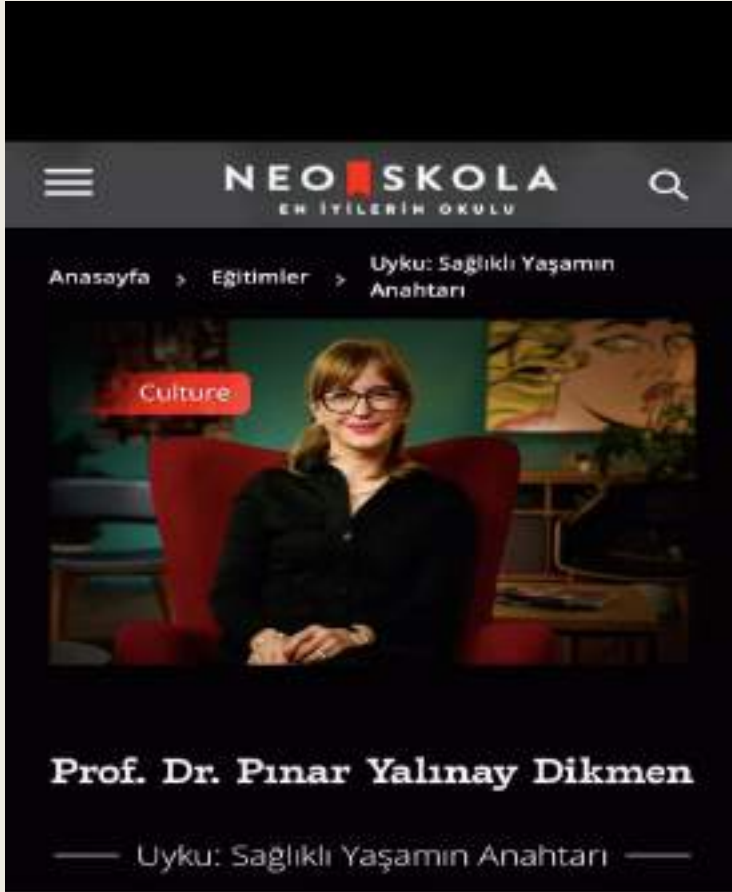 NEO SKOLA
EN İYİLERİN OKULU
Anasayfa > Eğitimler > Uyku: Sağlıklı Yaşamın
Anahtarı
Culture
Prof. Dr. Pınar Yalınay Dikmen
Uyku: Sağlıklı Yaşamın Anahtarı